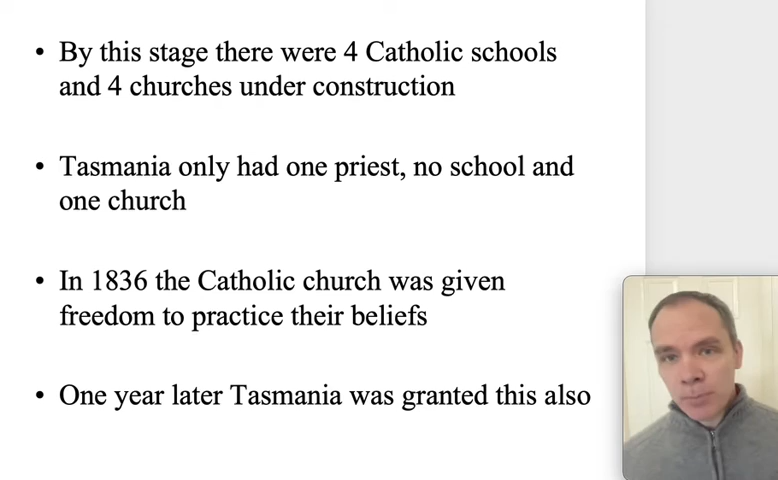 • By this stage there were 4 Catholic schools
and 4 churches under construction
• Tasmania only had one priest, no school and
one church
• In 1836 the Catholic church was given
freedom to practice their beliefs
• One year later Tasmania was granted this also